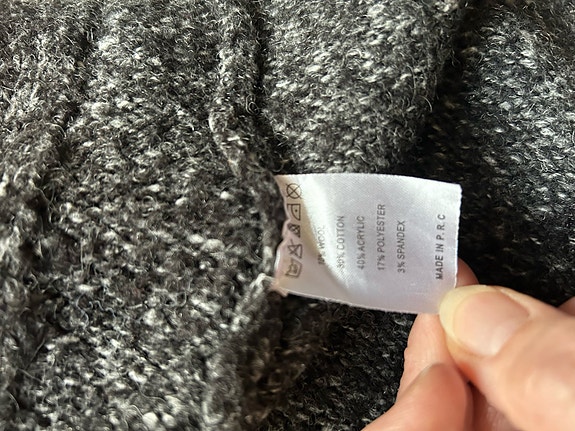 WOOL
30% COTTON
40% ACRYLIC
17% POLYESTER
3% SPANDEX
MADE IN P.R.C